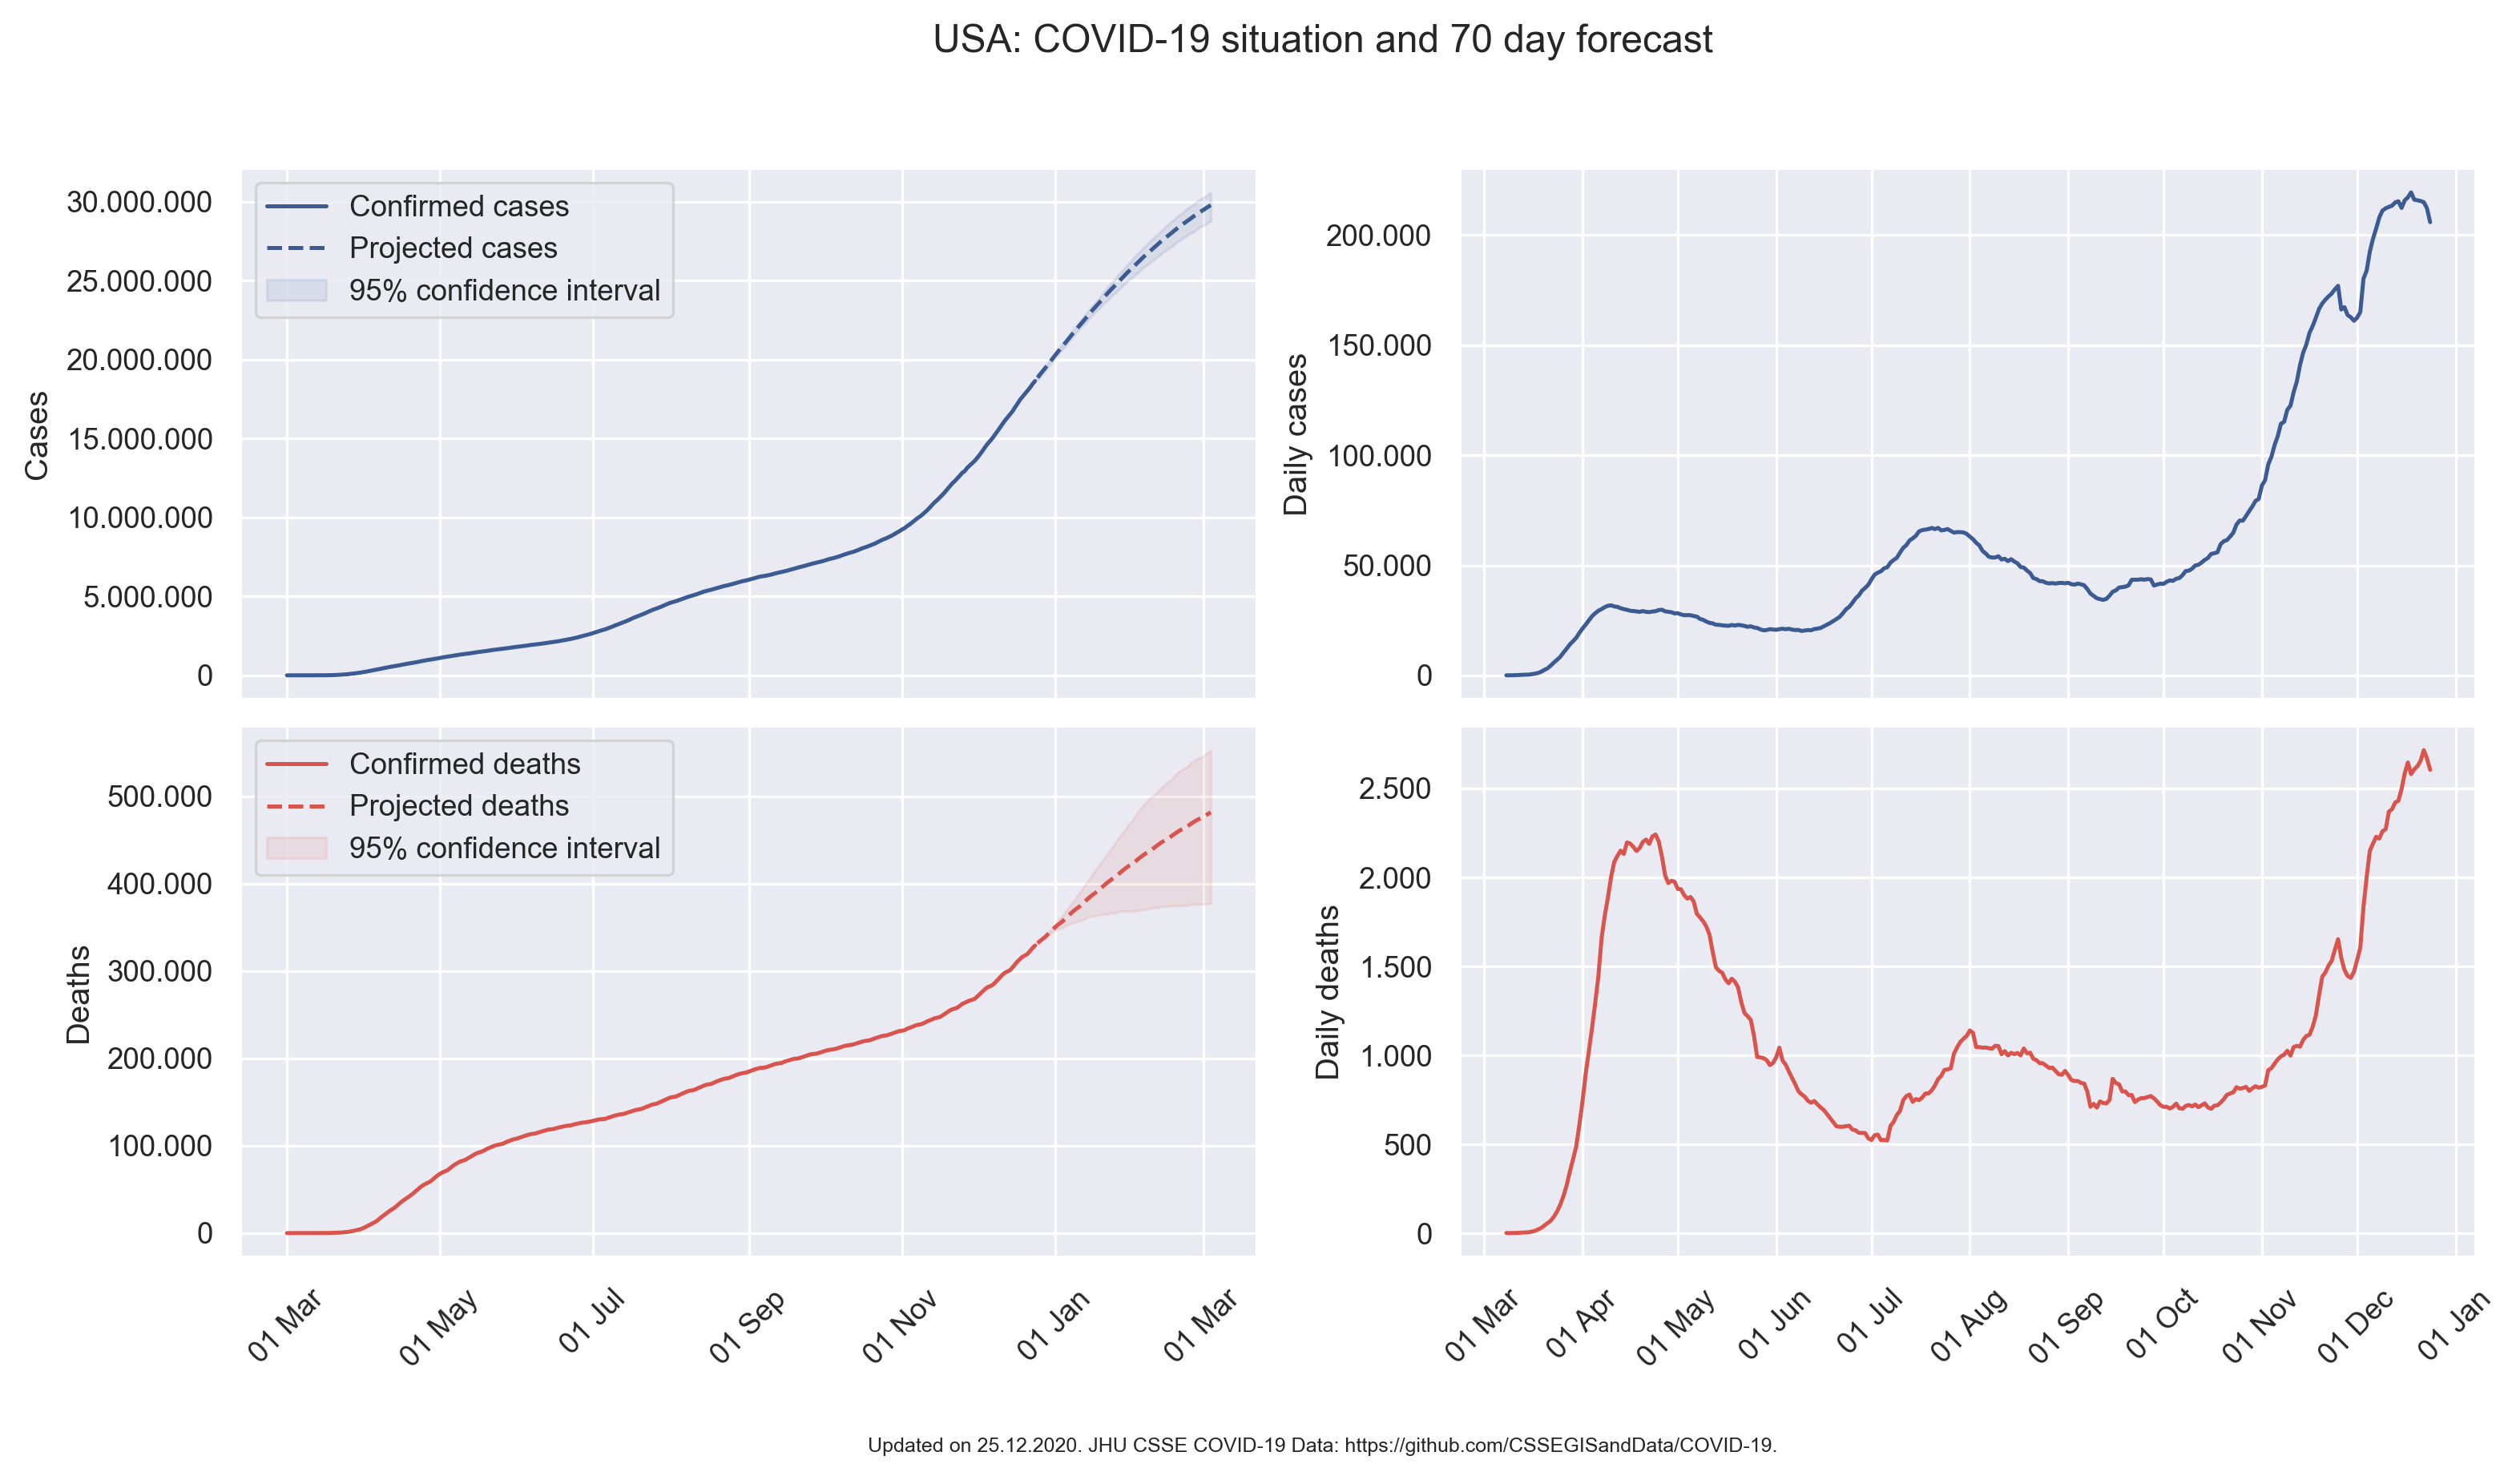 USA: COVID-19 situation and 70 day forecast
Cases
30.000.000
25.000.000
20.000.000
15.000.000
10.000.000
5.000.000
0
Confirmed cases
Projected cases
95% confidence interval
Daily cases
200.000
150.000
100.000
50.000
0
Deaths
500.000
400.000
300.000
200.000
100.000
0
Confirmed deaths
Projected deaths
95% confidence interval
01 Mar
01 May
01 Jul
01 Sep
01 Nov
01 Jan
01 Mar
Daily deaths
2.500
2.000
1.500
1.000
500
0
01 Mar
01 Apr
01 May
01 Jun
01 Jul
01 Aug
01 Sep
01 Oct
01 Nov
01 Dec
01 Jan
Updated on 25.12.2020. JHU CSSE COVID-19 Data: https://github.com/CSSEGISandData/COVID-19.